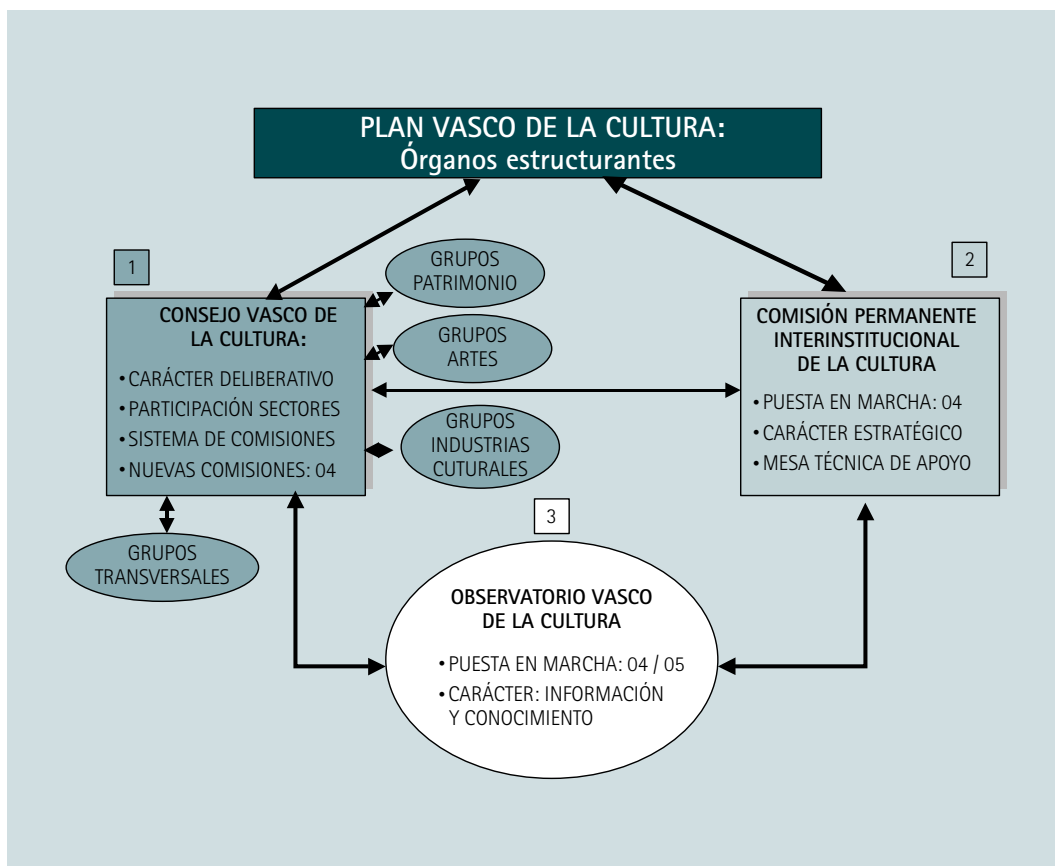 PLAN VASCO DE LA CULTURA:
Órganos estructurantes
1
CONSEJO VASCO DE
LA CULTURA:
• CARÁCTER DELIBERATIVO
• PARTICIPACIÓN SECTORES
• SISTEMA DE COMISIONES
• NUEVAS COMISIONES: 04
GRUPOS
PATRIMONIO
GRUPOS
ARTES
GRUPOS
INDUSTRIAS
CUTURALES
GRUPOS
TRANSVERSALES
2
COMISIÓN PERMANENTE
INTERINSTITUCIONAL
DE LA CULTURA
• PUESTA EN MARCHA: 04
• CARÁCTER ESTRATÉGICO
• MESA TÉCNICA DE APOYO
3
OBSERVATORIO VASCO
DE LA CULTURA
• PUESTA EN MARCHA: 04 / 05
• CARÁCTER: INFORMACIÓN
Y CONOCIMIENTO